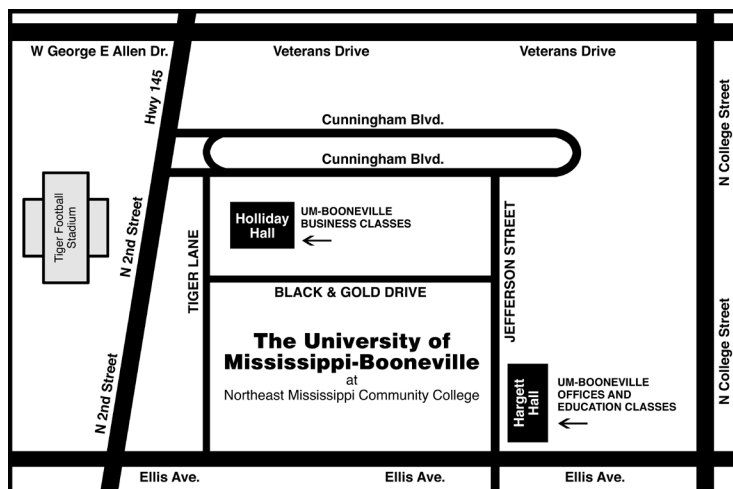 W George E Allen Dr.
Veterans Drive
Veterans Drive
Hwy 145
N College Street
Cunningham Blvd.
Cunningham Blvd.
Tiger Football
Stadium
N 2nd Street
TIGER LANE
Holliday
Hall
UM-BOONEVILLE
BUSINESS CLASSES
JEFFERSON STREET
BLACK & GOLD DRIVE
N College Street
The University of
Mississippi-Booneville
at
Northeast Mississippi Community College
N 2nd Street
Hargett
Hall
UM-BOONEVILLE
OFFICES AND
EDUCATION CLASSES
Ellis Ave.
Ellis Ave.
Ellis Ave.